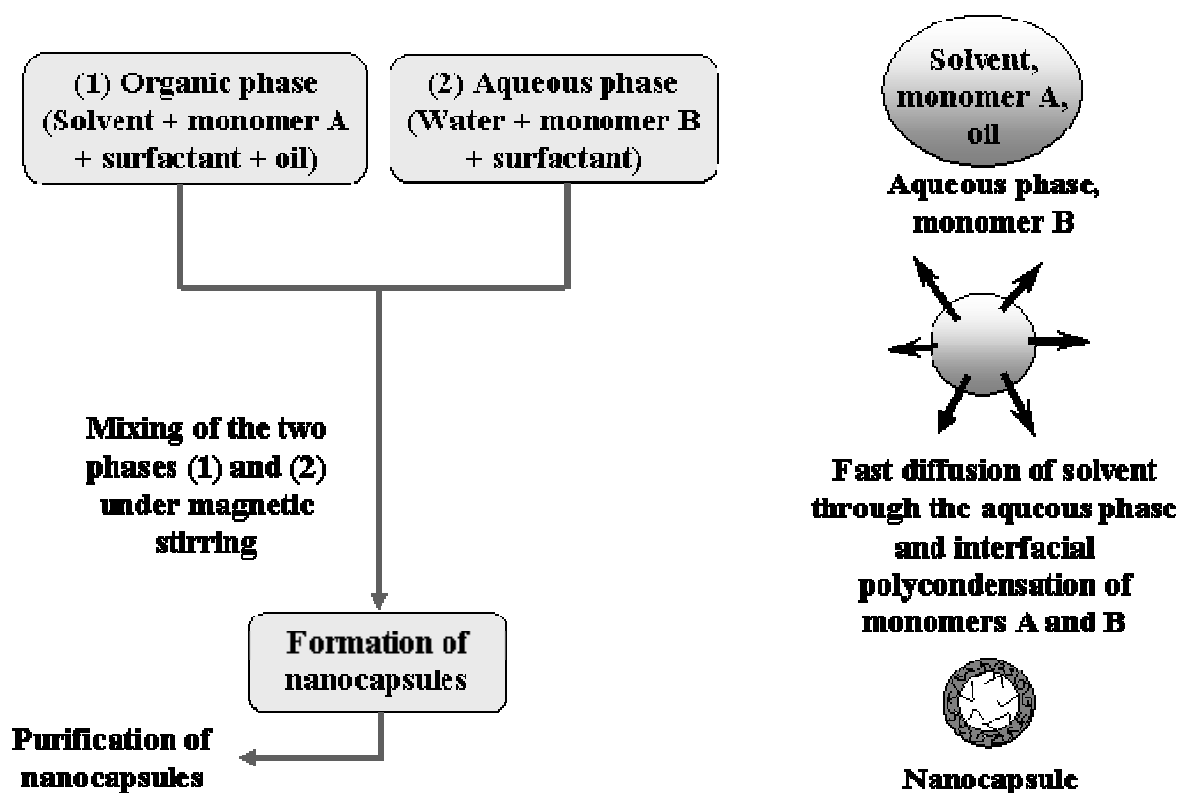 (1) Organic phase
(Solvent + monomer A
+ surfactant + oil)
(2) Aqueous phase
(Water + monomer B
+ surfactant)
Mixing of the two
phases (1) and (2)
under magnetic
stirring
Formation of
nanocapsules
Purification of
nanocapsules
Solvent,
monomer A,
oil
Aqueous phase,
monomer B
Fast diffusion of solvent
through the aqueous phase
and interfacial
polycondensation of
monomers A and B
Nanocapsule